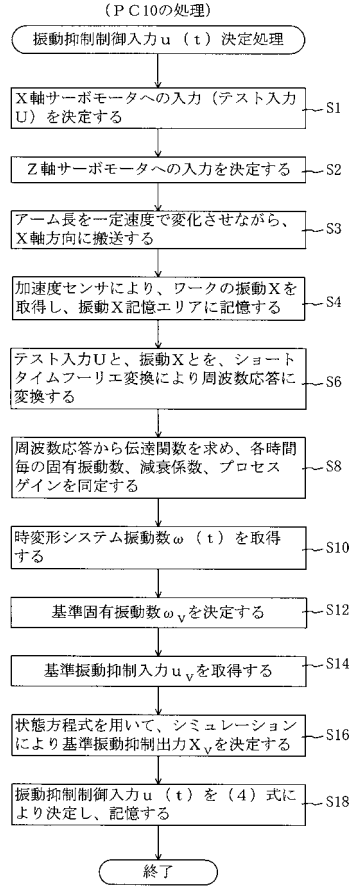 (PC10の処理)
振動抑制制御入力u(t)決定処理
X軸サーボモータへの入力(テスト入力
U)を決定する
S1
Z軸サーボモータへの入力を決定する
S2
アーム長を一定速度で変化させながら、
X軸方向に搬送する
S3
加速度センサにより、ワークの振動Xを
取得し、振動X記憶エリアに記憶する
S4
テスト入力Uと、振動Xとを、ショート
タイムフーリエ変換により周波数応答に
変換する
S6
周波数応答から伝達関数を求め、各時間
毎の固有振動数、減衰係数、プロセス
ゲインを同定する
S8
時変形システム振動数ω(t)を取得
する
S10
基準固有振動数ωvを決定する
S12
基準振動抑制入力uvを取得する
S14
状態方程式を用いて、シミュレーション
により基準振動抑制出力Xvを決定する
S16
振動抑制制御入力u(t)を(4)式に
より決定し、記憶する
S18
終了